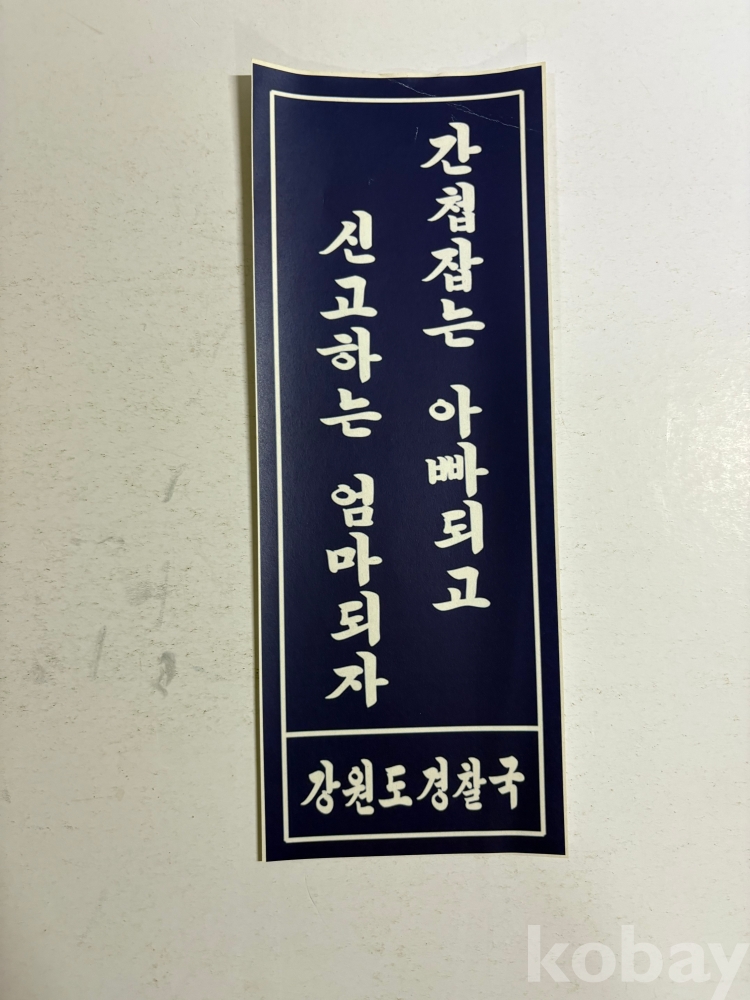 간첩잡는 아빠되고
신고하는 엄마되자
강원도경찰국
kobay